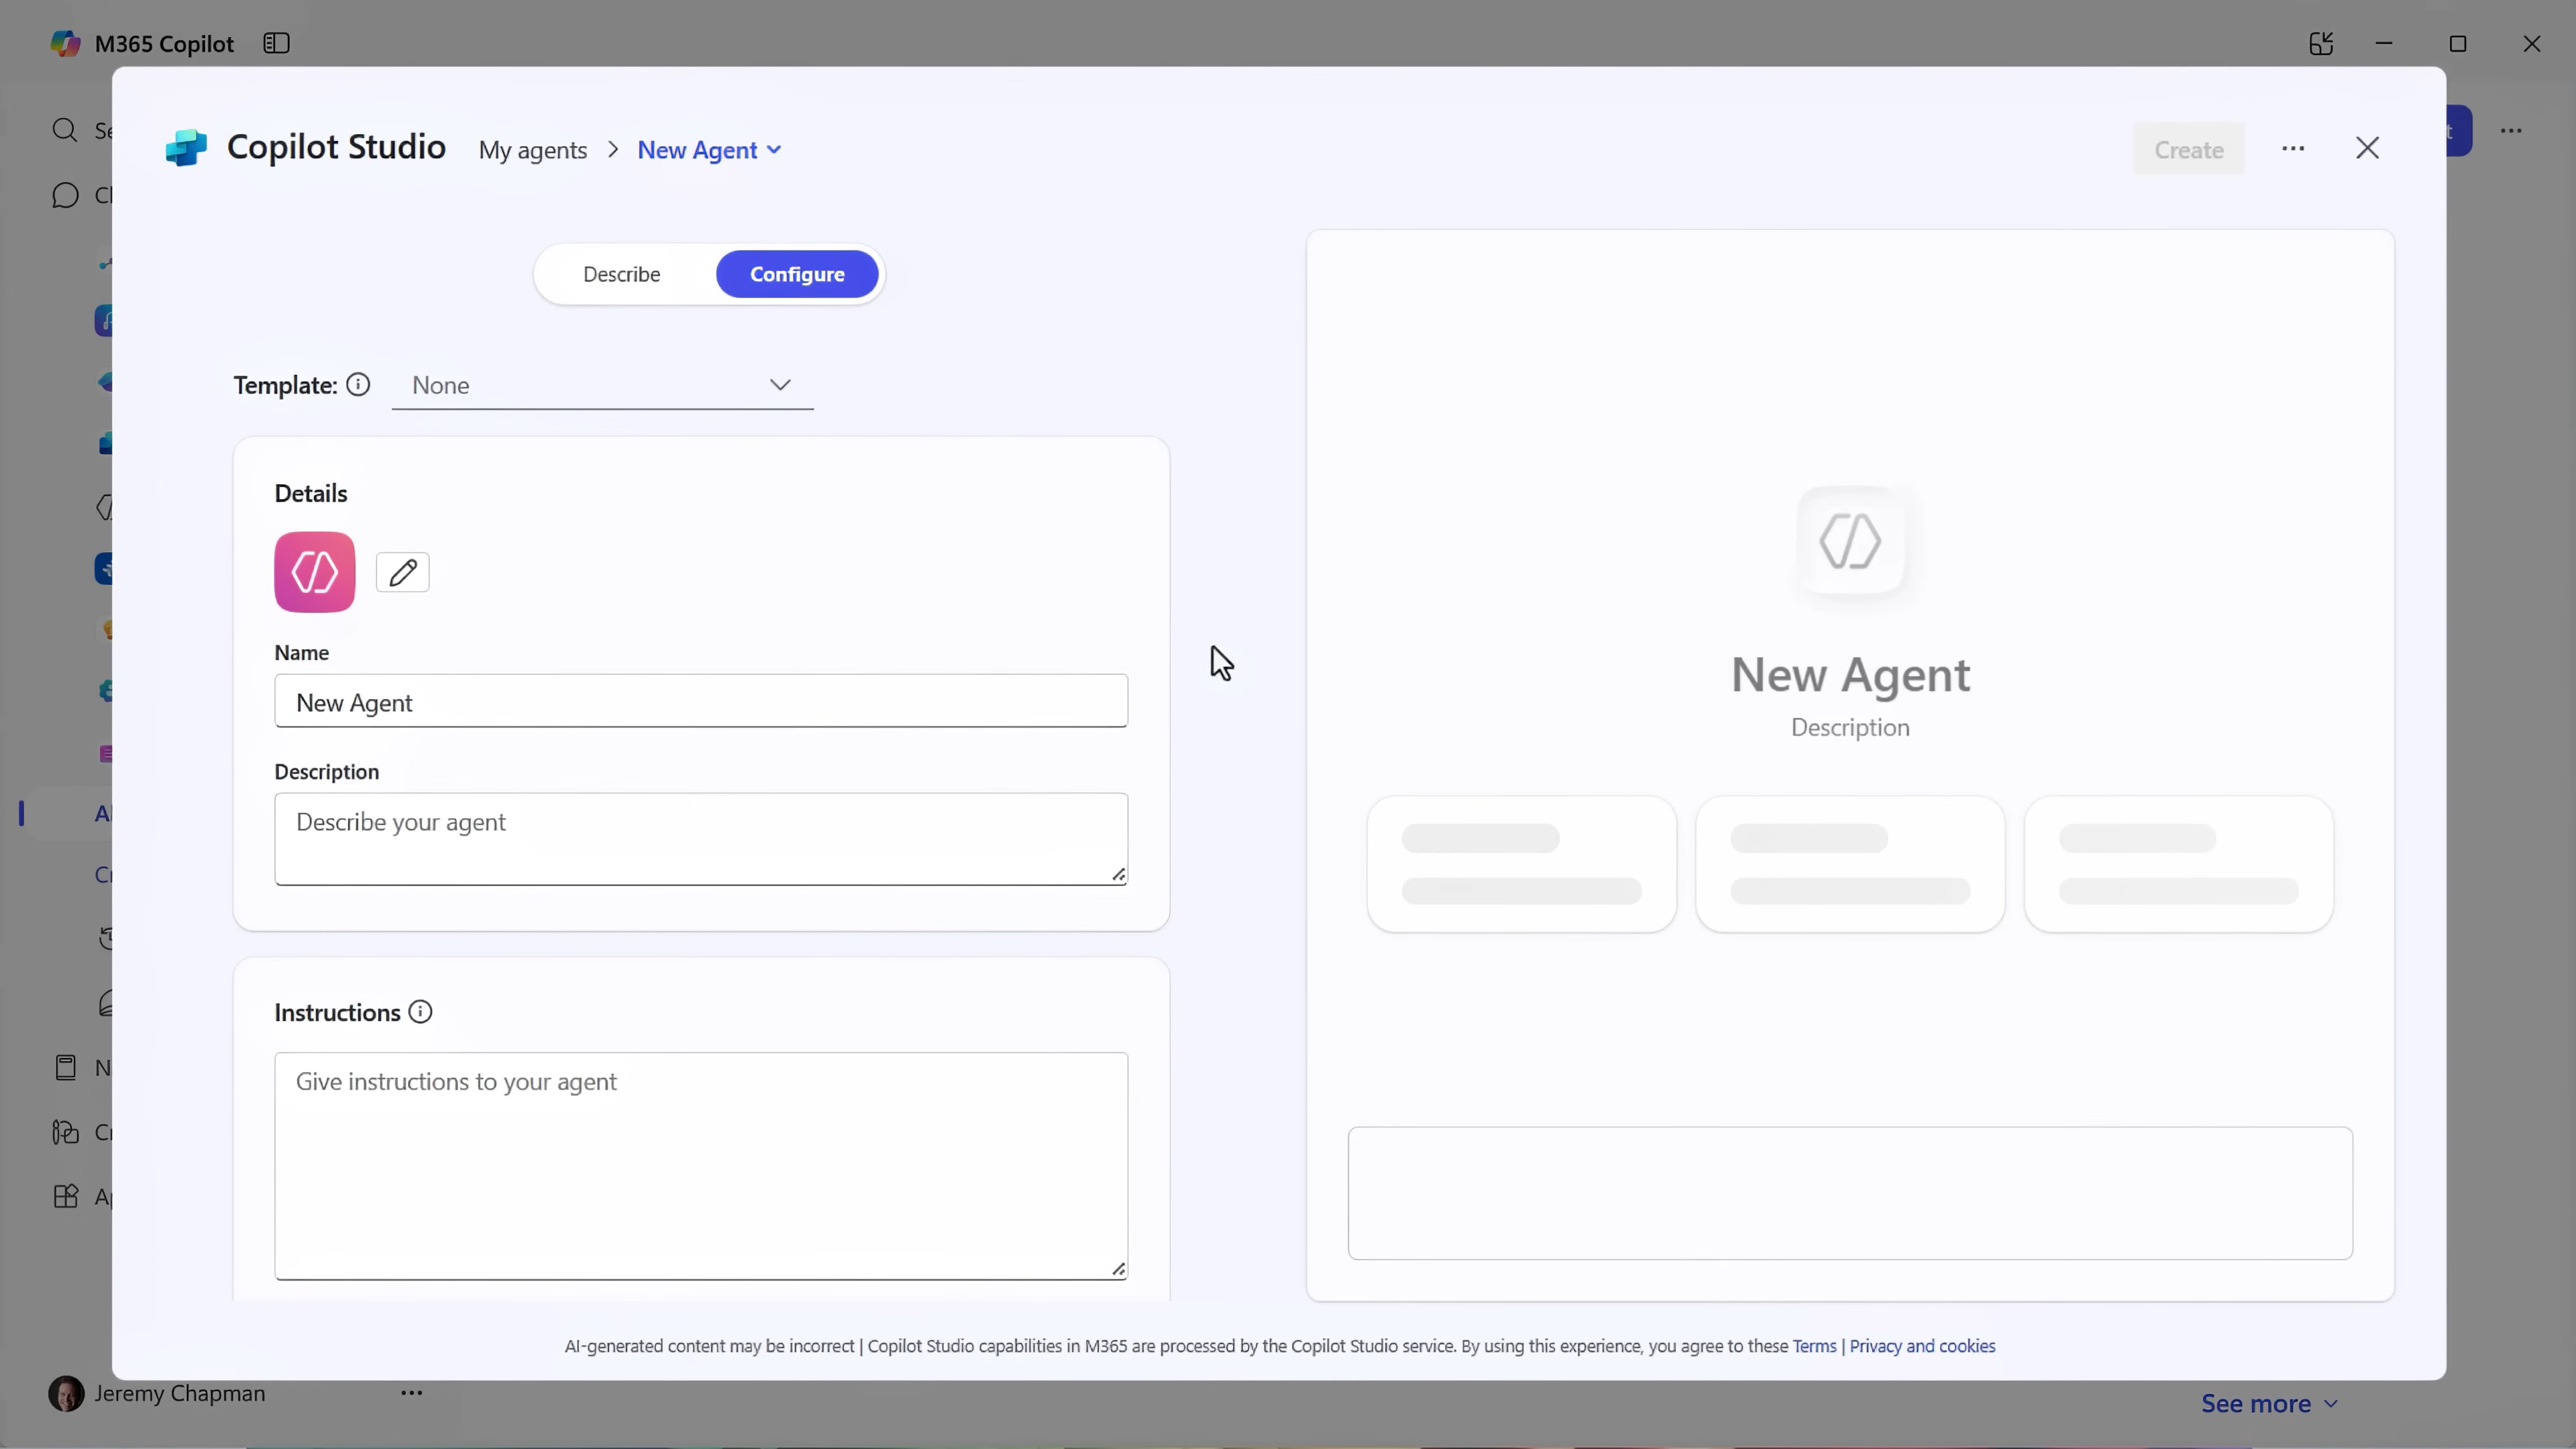 M365 Copilot
Copilot Studio
My agents > New Agent
Create
Describe
Configure
Template:
None
Details
Name
New Agent
Description
Describe your agent
Instructions
Give instructions to your agent
New Agent
Description
AI-generated content may be incorrect | Copilot Studio capabilities in M365 are processed by the Copilot Studio service. By using this experience, you agree to these Terms | Privacy and cookies
Jeremy Chapman
See more